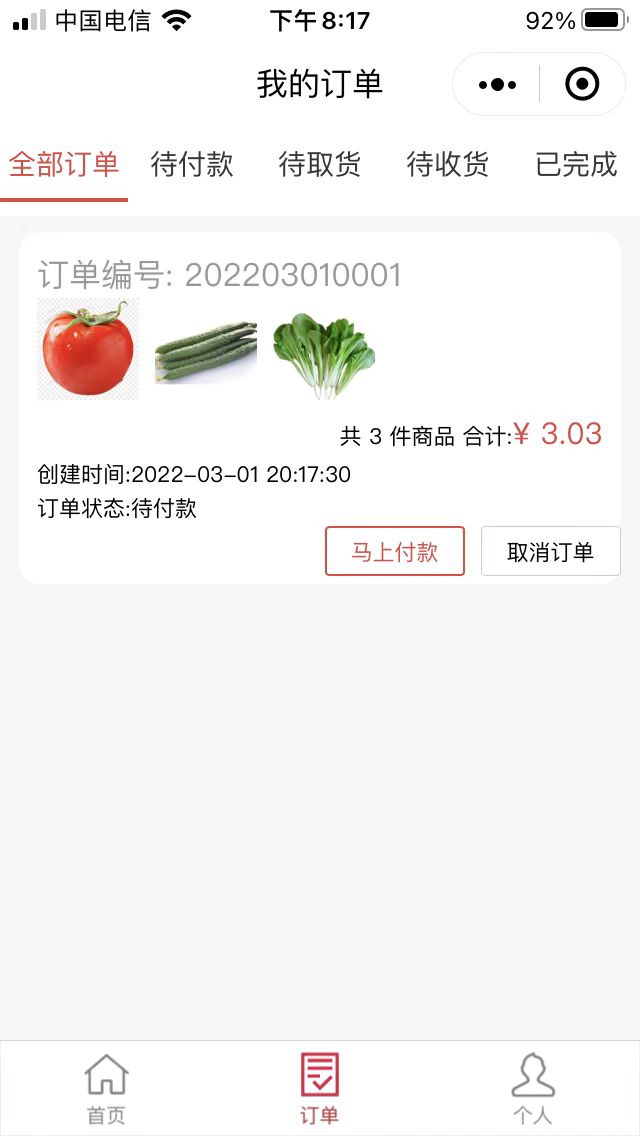 中国电信 下午8:17 92%
我的订单
全部订单 待付款 待取货 待收货 已完成
订单编号: 202203010001
共 3 件商品 合计:¥ 3.03
创建时间:2022-03-01 20:17:30
订单状态:待付款
马上付款 取消订单
首页 订单 个人